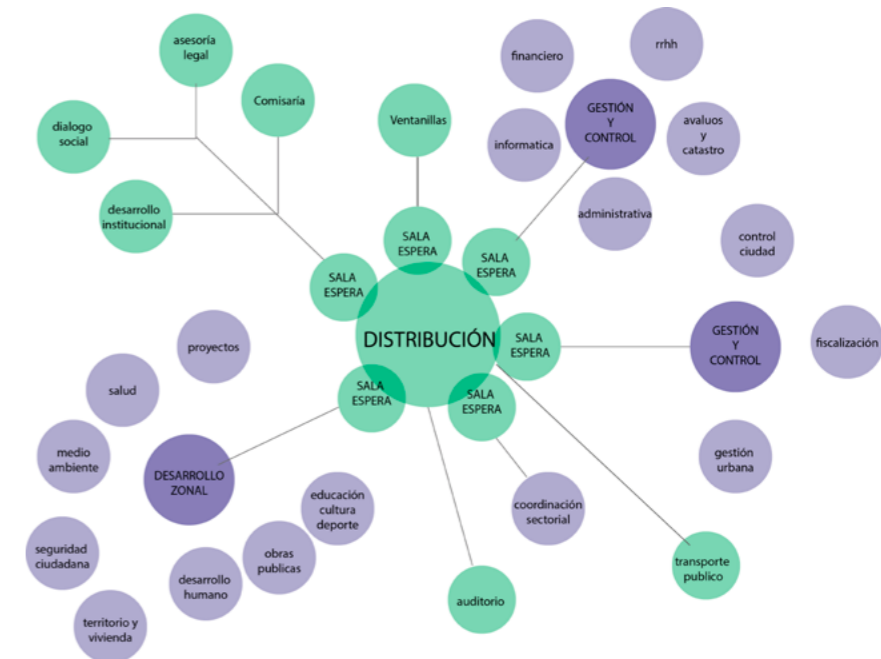 asesoría
legal
Comisaría
dialogo
social
desarrollo
institucional
Ventanillas
financiero
rrhh
GESTIÓN
Y
CONTROL
avaluos
y
catastro
informatica
administrativa
SALA
ESPERA
SALA
ESPERA
SALA
ESPERA
control
ciudad
DISTRIBUCIÓN
SALA
ESPERA
GESTIÓN
Y
CONTROL
fiscalización
proyectos
SALA
ESPERA
SALA
ESPERA
salud
medio
ambiente
DESARROLLO
ZONAL
gestión
urbana
educación
cultura
deporte
coordinación
sectorial
seguridad
ciudadana
obras
publicas
desarrollo
humano
transporte
publico
auditorio
territorio y
vivienda